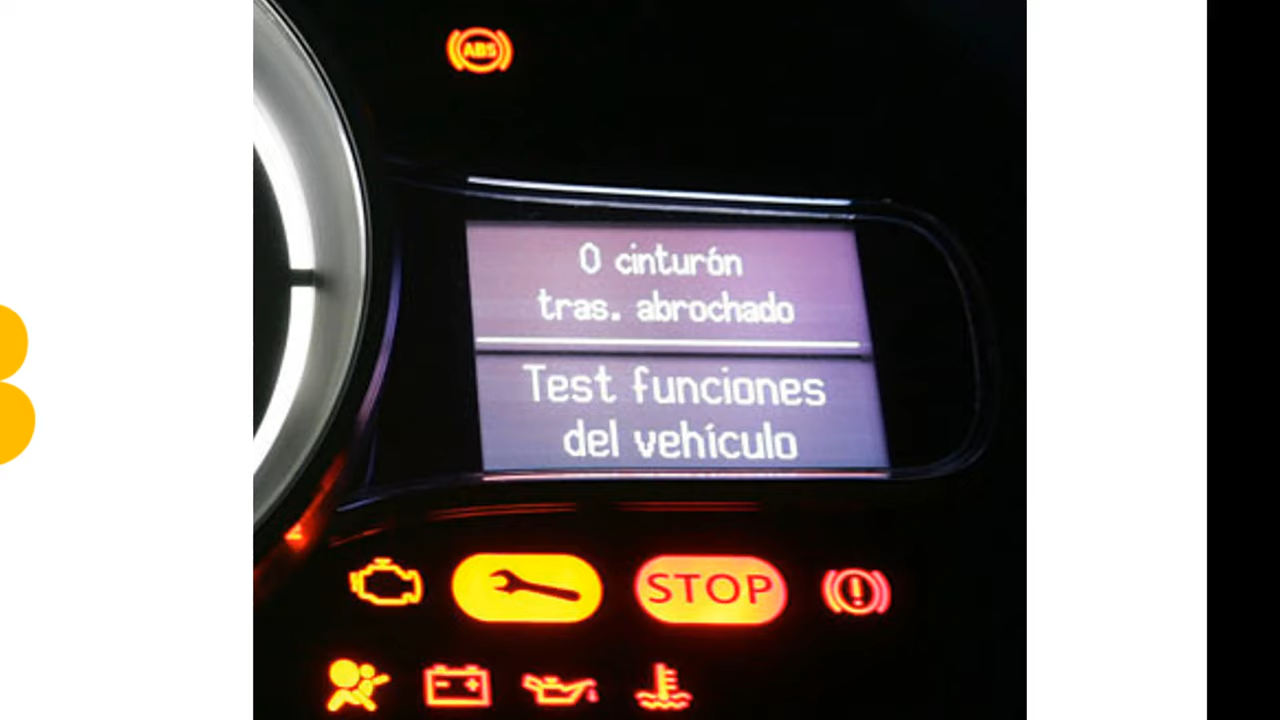 ABS
0 cinturón
tras. abrochado
Test funciones
del vehículo
STOP